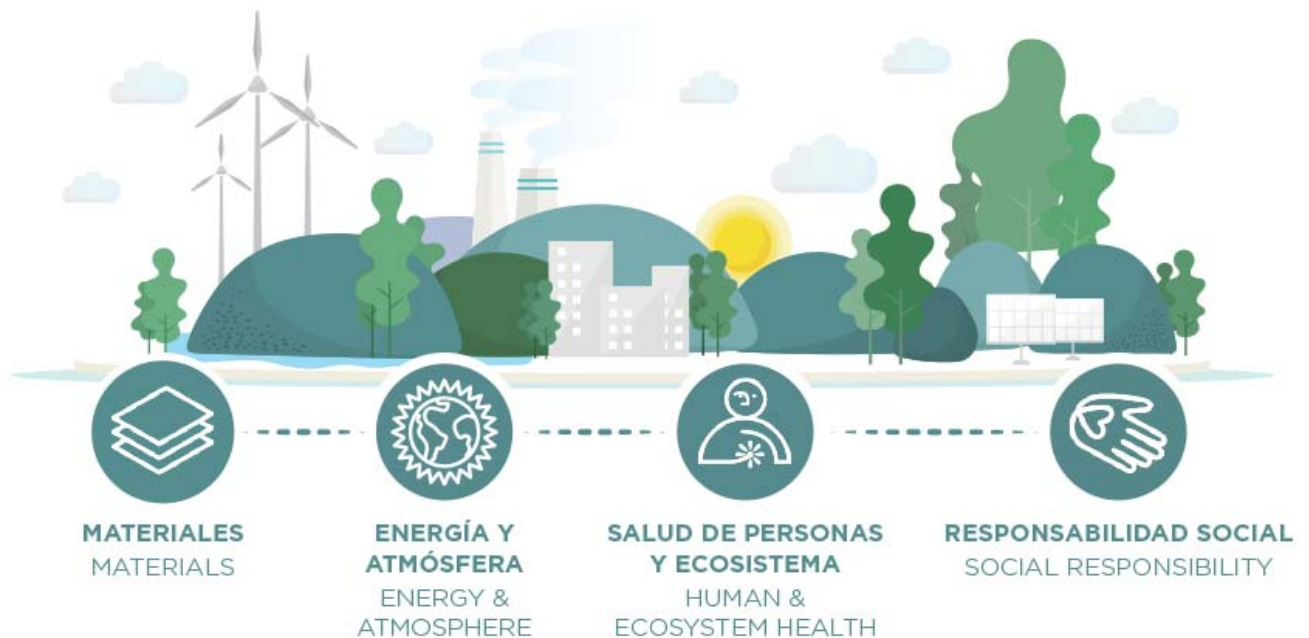 MATERIALES
MATERIALS
ENERGÍA Y
ATMÓSFERA
ENERGY &
ATMOSPHERE
SALUD DE PERSONAS
Y ECOSISTEMA
HUMAN &
ECOSYSTEM HEALTH
RESPONSABILIDAD SOCIAL
SOCIAL RESPONSIBILITY